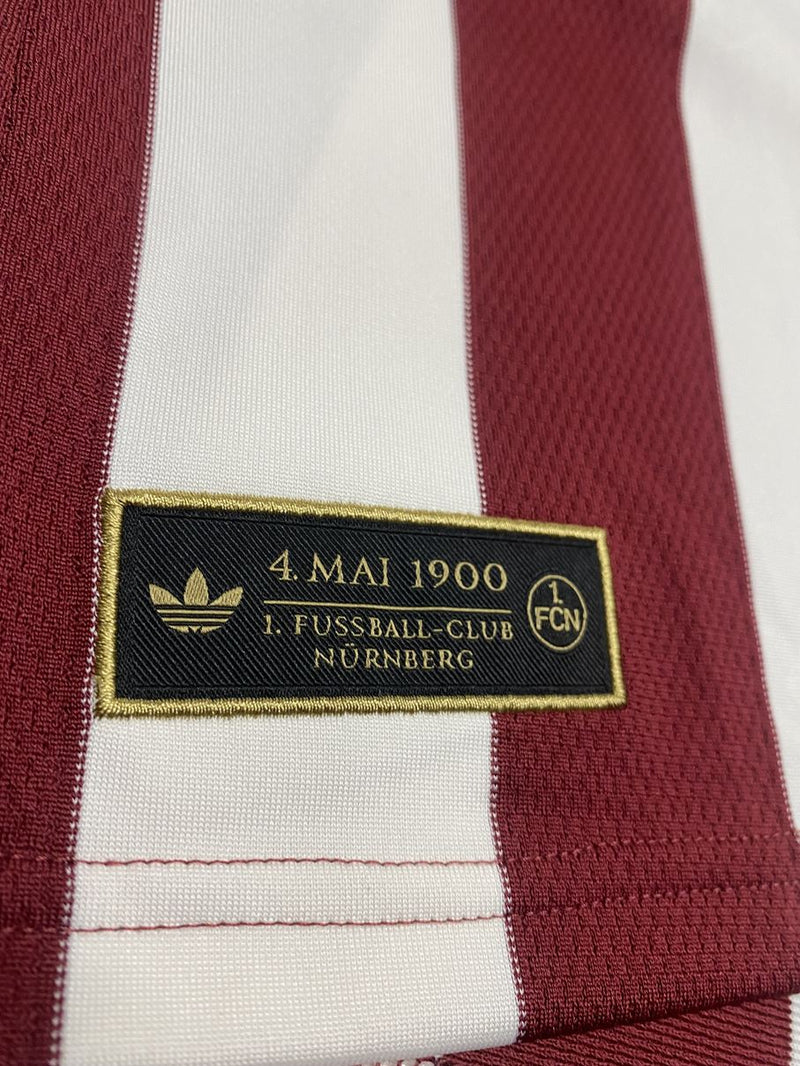 4. MAI 1900
1. FUSSBALL-CLUB
NÜRNBERG
1.
FCN